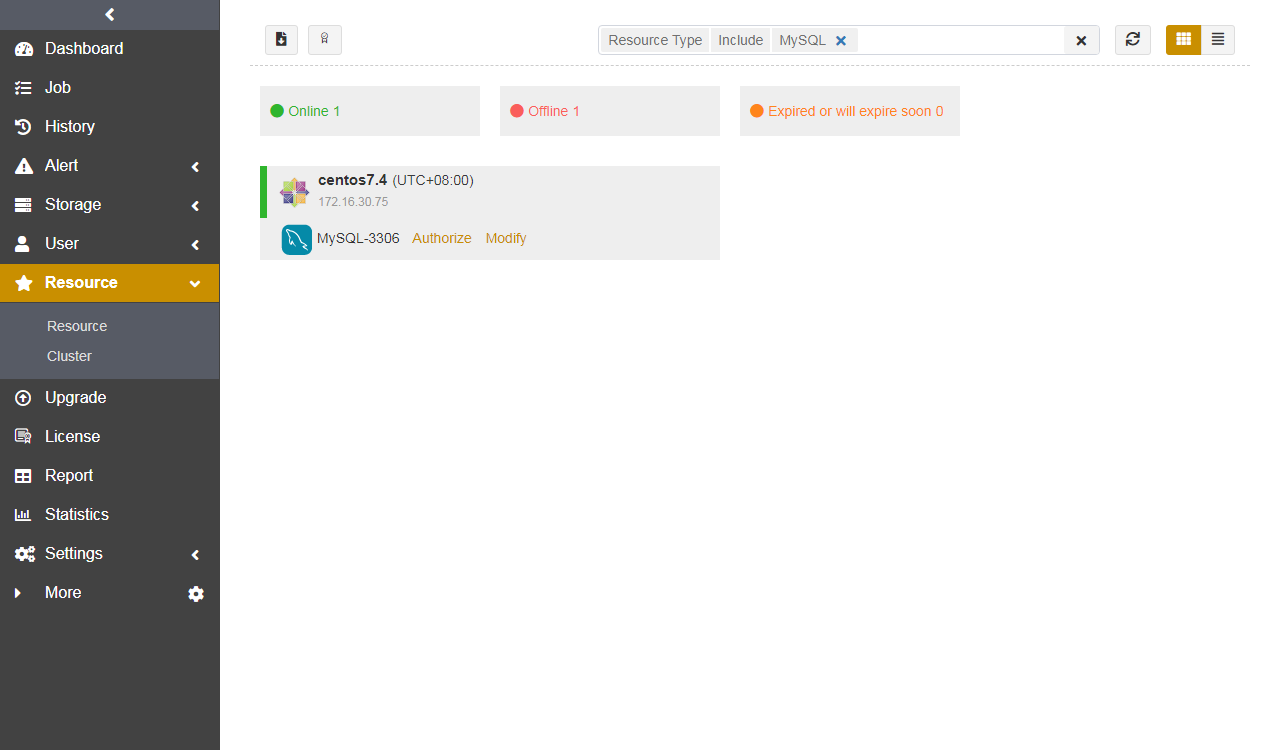 Dashboard
Job
History
Alert
Storage
User
Resource
Resource
Cluster
Upgrade
License
Report
Statistics
Settings
More
Resource Type Include MySQL
Online 1
Offline 1
Expired or will expire soon 0
centos7.4 (UTC+08:00)
172.16.30.75
MySQL-3306 Authorize Modify